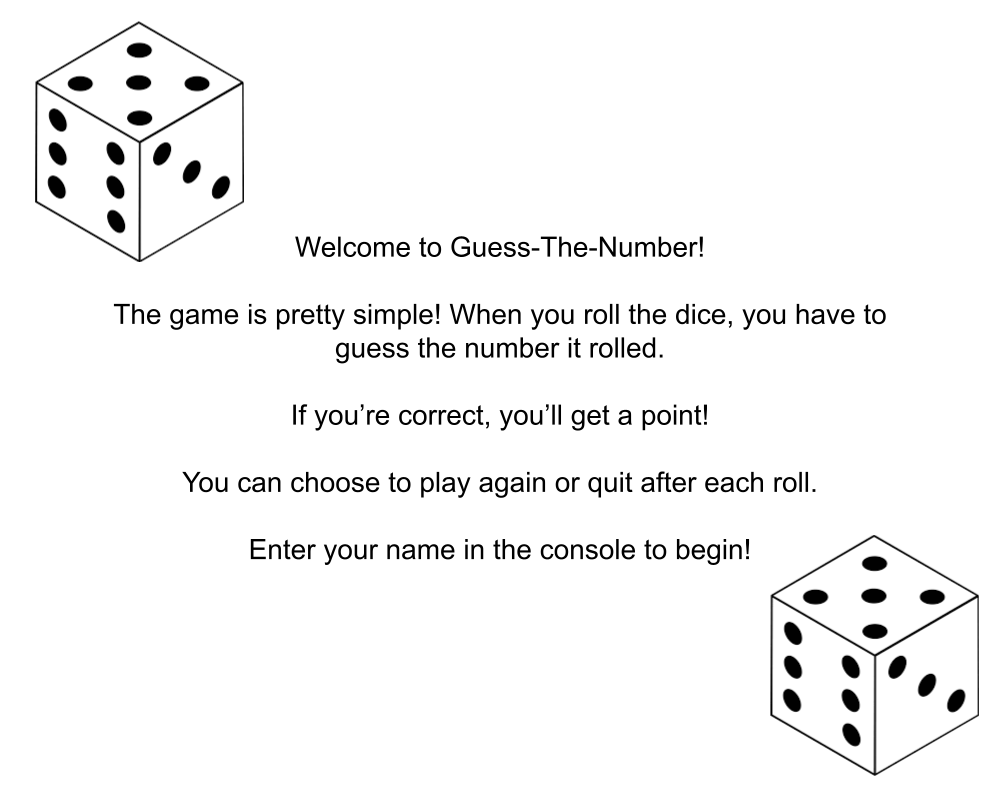 Welcome to Guess-The-Number!
The game is pretty simple! When you roll the dice, you have to
guess the number it rolled.
If you’re correct, you’ll get a point!
You can choose to play again or quit after each roll.
Enter your name in the console to begin!